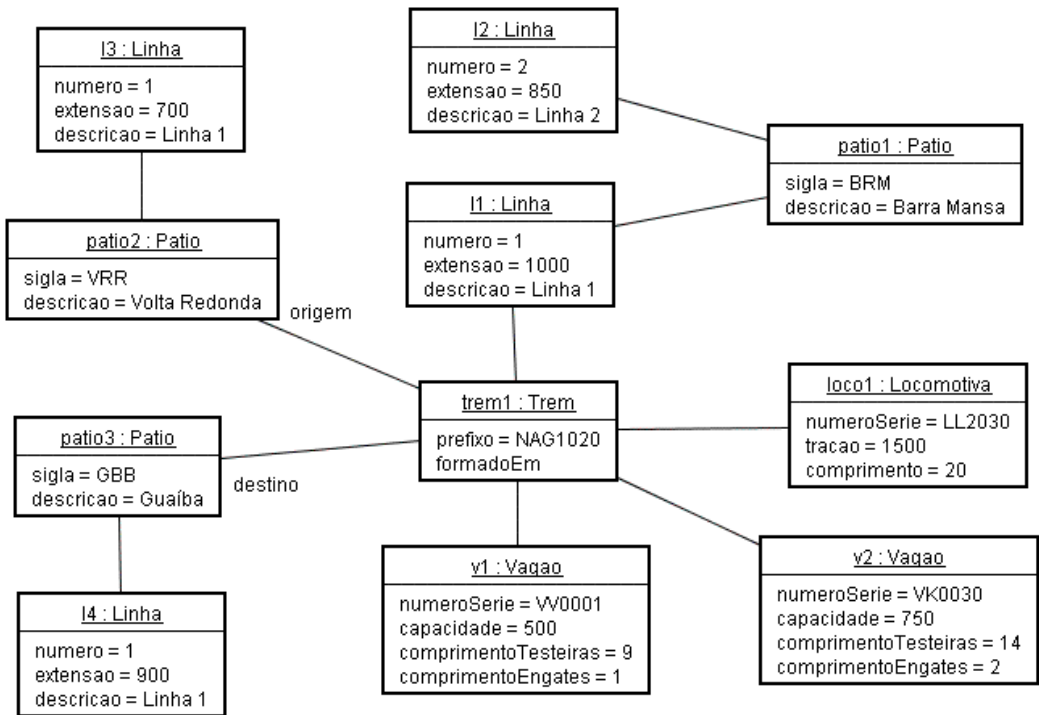 l3 : Linha
numero = 1
extensao = 700
descricao = Linha 1
l2 : Linha
numero = 2
extensao = 850
descricao = Linha 2
patio1 : Patio
sigla = BRM
descricao = Barra Mansa
l1 : Linha
numero = 1
extensao = 1000
descricao = Linha 1
patio2 : Patio
sigla = VRR
descricao = Volta Redonda
origem
trem1 : Trem
prefixo = NAG1020
formadoEm
loco1 : Locomotiva
numeroSerie = LL2030
tracao = 1500
comprimento = 20
patio3 : Patio
sigla = GBB
descricao = Guaíba
destino
l4 : Linha
numero = 1
extensao = 900
descricao = Linha 1
v1 : Vagao
numeroSerie = VV0001
capacidade = 500
comprimentoTesteiras = 9
comprimentoEngates = 1
v2 : Vagao
numeroSerie = VK0030
capacidade = 750
comprimentoTesteiras = 14
comprimentoEngates = 2